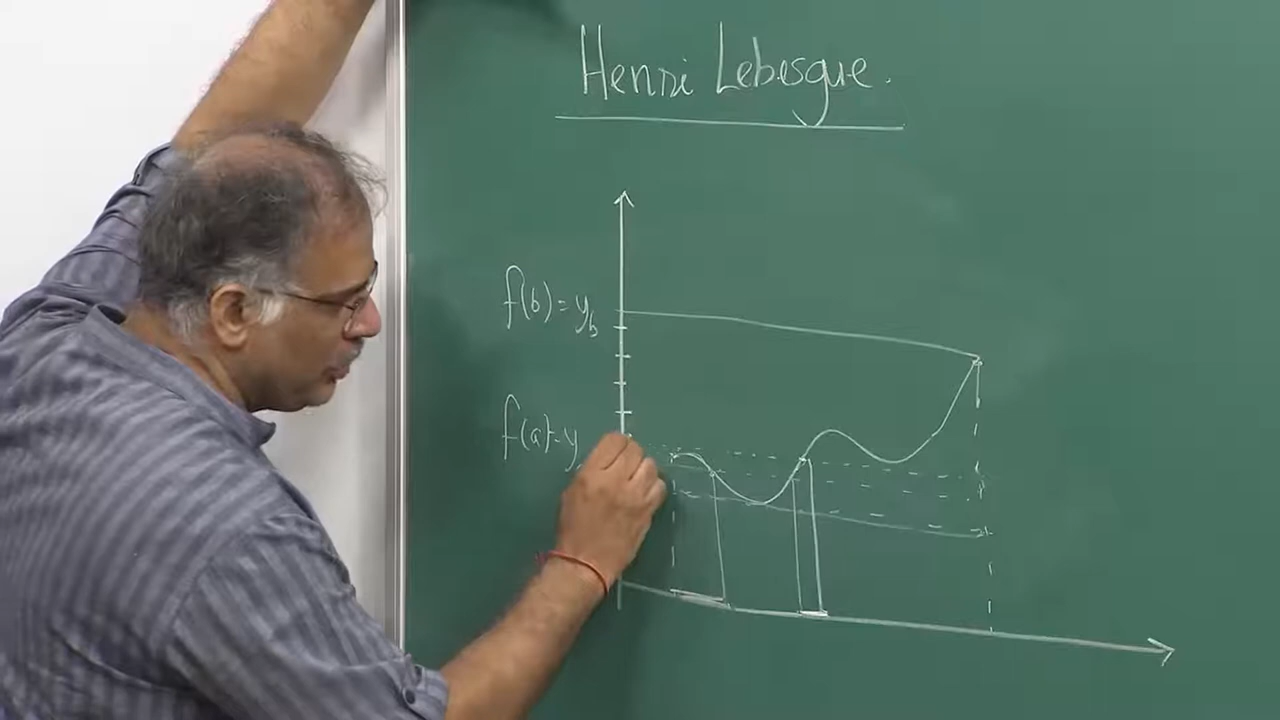 Henri Lebesgue.
f(b) = y_b
f(a) = y